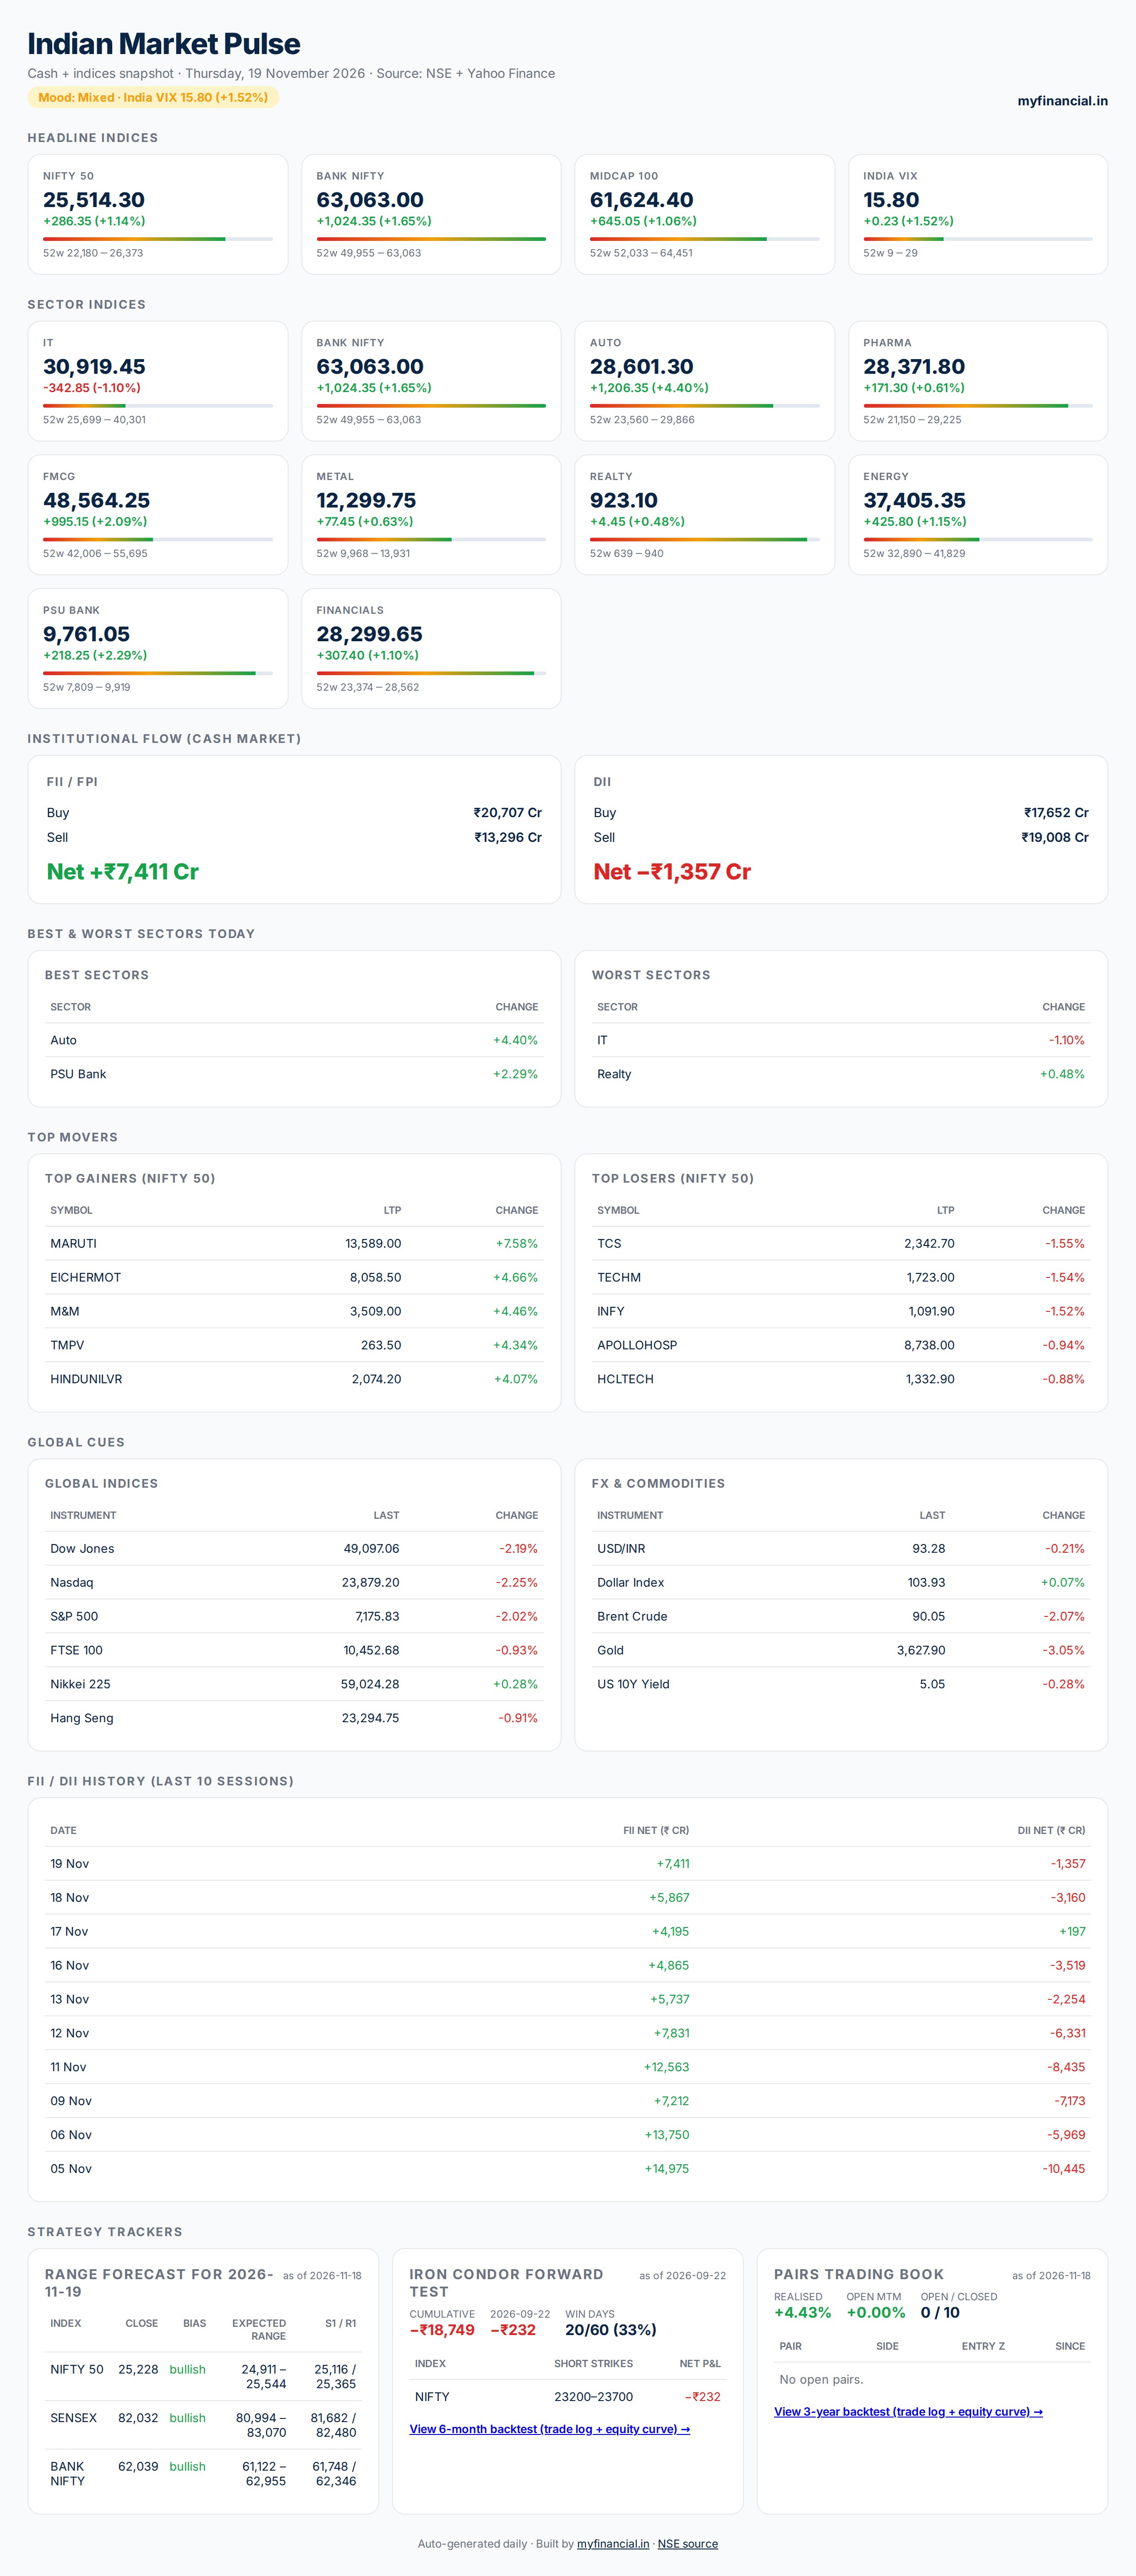 Indian Market Pulse
Cash + indices snapshot · Thursday, 19 November 2026 · Source: NSE + Yahoo Finance
Mood: Mixed · India VIX 15.80 (+1.52%)
myfinancial.in
HEADLINE INDICES
NIFTY 50
25,514.30
+286.35 (+1.14%)
52w 22,180 – 26,373
BANK NIFTY
63,063.00
+1,024.35 (+1.65%)
52w 49,955 – 63,063
MIDCAP 100
61,624.40
+645.05 (+1.06%)
52w 52,033 – 64,451
INDIA VIX
15.80
+0.23 (+1.52%)
52w 9 – 29
SECTOR INDICES
IT
30,919.45
-342.85 (-1.10%)
52w 25,699 – 40,301
BANK NIFTY
63,063.00
+1,024.35 (+1.65%)
52w 49,955 – 63,063
AUTO
28,601.30
+1,206.35 (+4.40%)
52w 23,560 – 29,866
PHARMA
28,371.80
+171.30 (+0.61%)
52w 21,150 – 29,225
FMCG
48,564.25
+995.15 (+2.09%)
52w 42,006 – 55,695
METAL
12,299.75
+77.45 (+0.63%)
52w 9,968 – 13,931
REALTY
923.10
+4.45 (+0.48%)
52w 639 – 940
ENERGY
37,405.35
+425.80 (+1.15%)
52w 32,890 – 41,829
PSU BANK
9,761.05
+218.25 (+2.29%)
52w 7,809 – 9,919
FINANCIALS
28,299.65
+307.40 (+1.10%)
52w 23,374 – 28,562
INSTITUTIONAL FLOW (CASH MARKET)
FII / FPI
Buy ₹20,707 Cr
Sell ₹13,296 Cr
Net +₹7,411 Cr
DII
Buy ₹17,652 Cr
Sell ₹19,008 Cr
Net −₹1,357 Cr
BEST & WORST SECTORS TODAY
BEST SECTORS
SECTOR CHANGE
Auto +4.40%
PSU Bank +2.29%
WORST SECTORS
SECTOR CHANGE
IT -1.10%
Realty +0.48%
TOP MOVERS
TOP GAINERS (NIFTY 50)
SYMBOL LTP CHANGE
MARUTI 13,589.00 +7.58%
EICHERMOT 8,058.50 +4.66%
M&M 3,509.00 +4.46%
TMPV 263.50 +4.34%
HINDUNILVR 2,074.20 +4.07%
TOP LOSERS (NIFTY 50)
SYMBOL LTP CHANGE
TCS 2,342.70 -1.55%
TECHM 1,723.00 -1.54%
INFY 1,091.90 -1.52%
APOLLOHOSP 8,738.00 -0.94%
HCLTECH 1,332.90 -0.88%
GLOBAL CUES
GLOBAL INDICES
INSTRUMENT LAST CHANGE
Dow Jones 49,097.06 -2.19%
Nasdaq 23,879.20 -2.25%
S&P 500 7,175.83 -2.02%
FTSE 100 10,452.68 -0.93%
Nikkei 225 59,024.28 +0.28%
Hang Seng 23,294.75 -0.91%
FX & COMMODITIES
INSTRUMENT LAST CHANGE
USD/INR 93.28 -0.21%
Dollar Index 103.93 +0.07%
Brent Crude 90.05 -2.07%
Gold 3,627.90 -3.05%
US 10Y Yield 5.05 -0.28%
FII / DII HISTORY (LAST 10 SESSIONS)
DATE FII NET (₹ CR) DII NET (₹ CR)
19 Nov +7,411 -1,357
18 Nov +5,867 -3,160
17 Nov +4,195 +197
16 Nov +4,865 -3,519
13 Nov +5,737 -2,254
12 Nov +7,831 -6,331
11 Nov +12,563 -8,435
09 Nov +7,212 -7,173
06 Nov +13,750 -5,969
05 Nov +14,975 -10,445
STRATEGY TRACKERS
RANGE FORECAST FOR 2026- as of 2026-11-18
11-19
INDEX CLOSE BIAS EXPECTED S1 / R1
RANGE
NIFTY 50 25,228 bullish 24,911 – 25,116 /
25,544 25,365
SENSEX 82,032 bullish 80,994 – 81,682 /
83,070 82,480
BANK 62,039 bullish 61,122 – 61,748 /
NIFTY 62,955 62,346
IRON CONDOR FORWARD as of 2026-09-22
TEST
CUMULATIVE 2026-09-22 WIN DAYS
−₹18,749 −₹232 20/60 (33%)
INDEX SHORT STRIKES NET P&L
NIFTY 23200–23700 −₹232
View 6-month backtest (trade log + equity curve) →
PAIRS TRADING BOOK as of 2026-11-18
REALISED OPEN MTM OPEN / CLOSED
+4.43% +0.00% 0 / 10
PAIR SIDE ENTRY Z SINCE
No open pairs.
View 3-year backtest (trade log + equity curve) →
Auto-generated daily · Built by myfinancial.in · NSE source